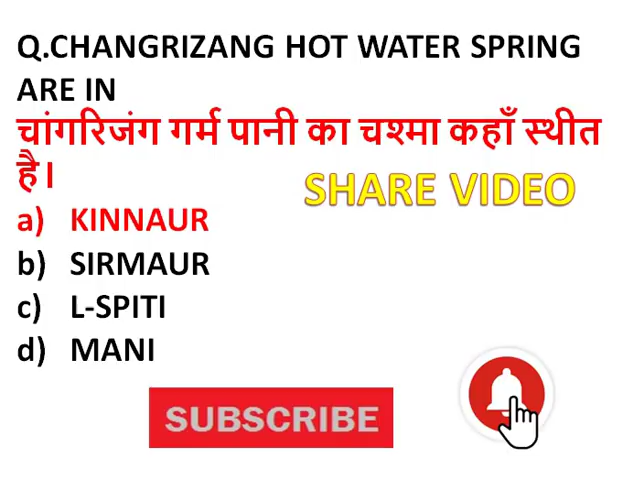 Q.CHANGRIZANG HOT WATER SPRING
ARE IN
चांगरिजंग गर्म पानी का चश्मा कहाँ स्थीत
है।
SHARE VIDEO
a) KINNAUR
b) SIRMAUR
c) L-SPITI
d) MANI
SUBSCRIBE